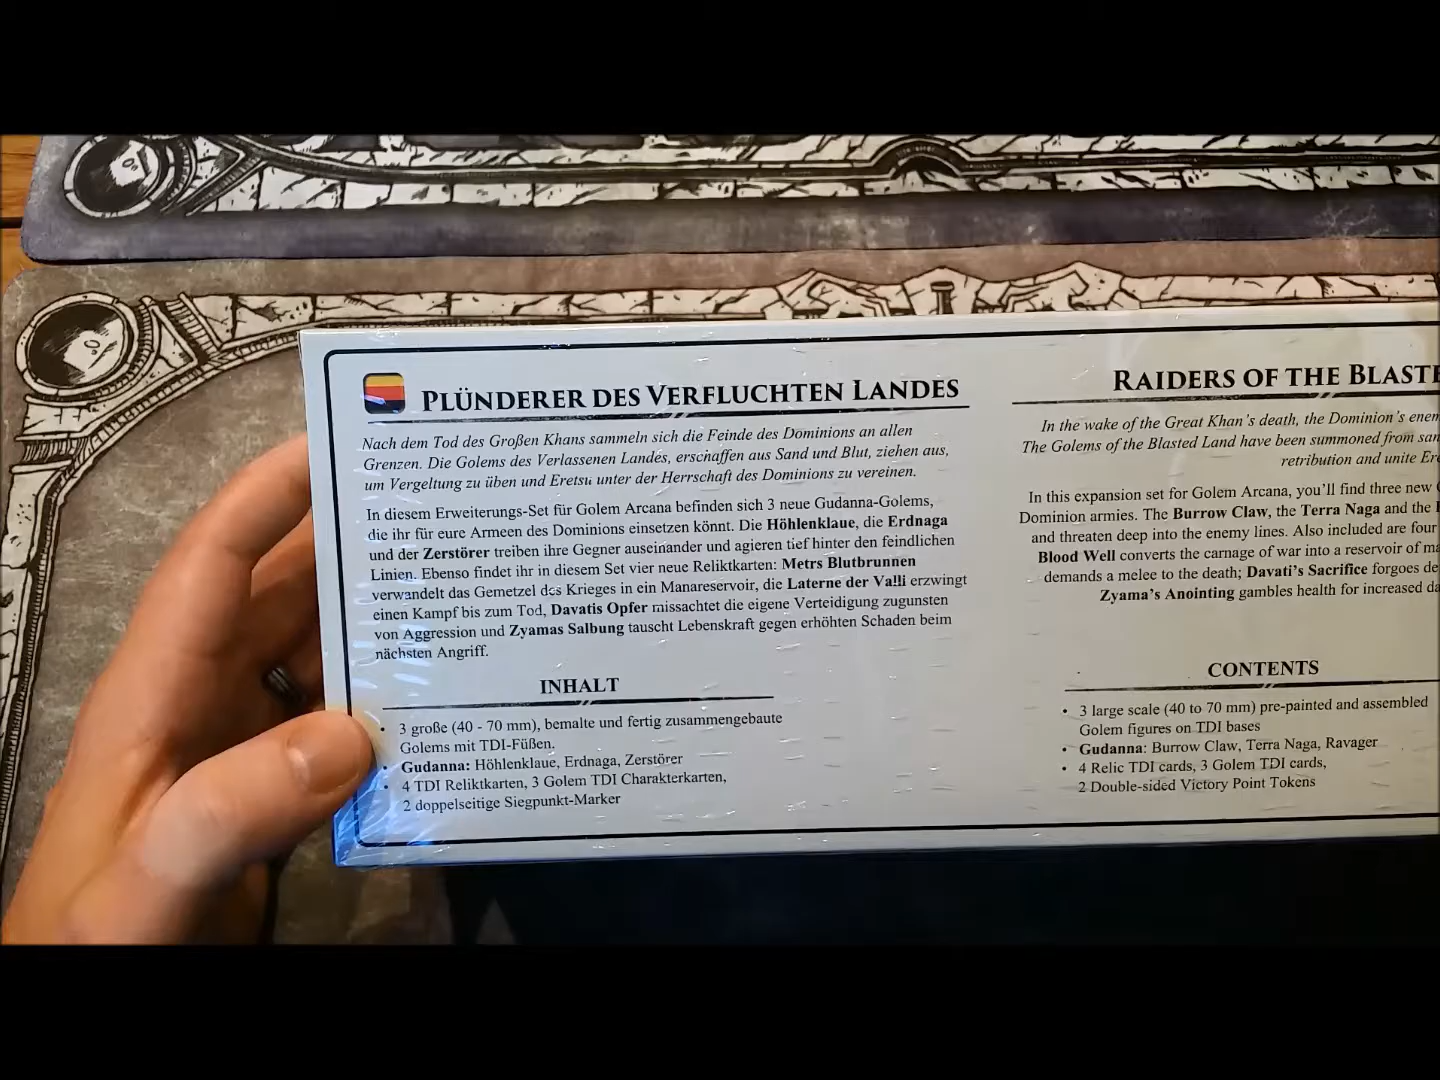 PLÜNDERER DES VERFLUCHTEN LANDES
Nach dem Tod des Großen Khans sammeln sich die Feinde des Dominions an allen
Grenzen. Die Golems des Verlassenen Landes, erschaffen aus Sand und Blut, ziehen aus,
um Vergeltung zu üben und Eretsu unter der Herrschaft des Dominions zu vereinen.
In diesem Erweiterungs-Set für Golem Arcana befinden sich 3 neue Gudanna-Golems,
die ihr für eure Armeen des Dominions einsetzen könnt. Die Höhlenklaue, die Erdnaga
und der Zerstörer treiben ihre Gegner auseinander und agieren tief hinter den feindlichen
Linien. Ebenso findet ihr in diesem Set vier neue Reliktkarten: Metrs Blutbrunnen
verwandelt das Gemetzel des Krieges in ein Manareservoir, die Laterne der Valli erzwingt
einen Kampf bis zum Tod, Davatis Opfer missachtet die eigene Verteidigung zugunsten
von Aggression und Zyamas Salbung tauscht Lebenskraft gegen erhöhten Schaden beim
nächsten Angriff.
INHALT
• 3 große (40 - 70 mm), bemalte und fertig zusammengebaute
Golems mit TDI-Füßen.
• Gudanna: Höhlenklaue, Erdnaga, Zerstörer
• 4 TDI Reliktkarten, 3 Golem TDI Charakterkarten,
2 doppelseitige Siegpunkt-Marker
RAIDERS OF THE
In the wake of the Great Khan's death, the Dominion's
The Golems of the Blasted Land have been summoned from
retribution and unite
In this expansion set for Golem Arcana, you'll find three new
Dominion armies. The Burrow Claw, the Terra Naga and the
and threaten deep into the enemy lines. Also included are four
Blood Well converts the carnage of war into a reservoir of
demands a melee to the death; Davati's Sacrifice forgoes
Zyama's Anointing gambles health for increased
CONTENTS
• 3 large scale (40 to 70 mm) pre-painted and assembled
Golem figures on TDI bases
• Gudanna: Burrow Claw, Terra Naga, Ravager
• 4 Relic TDI cards, 3 Golem TDI cards,
2 Double-sided Victory Point Tokens